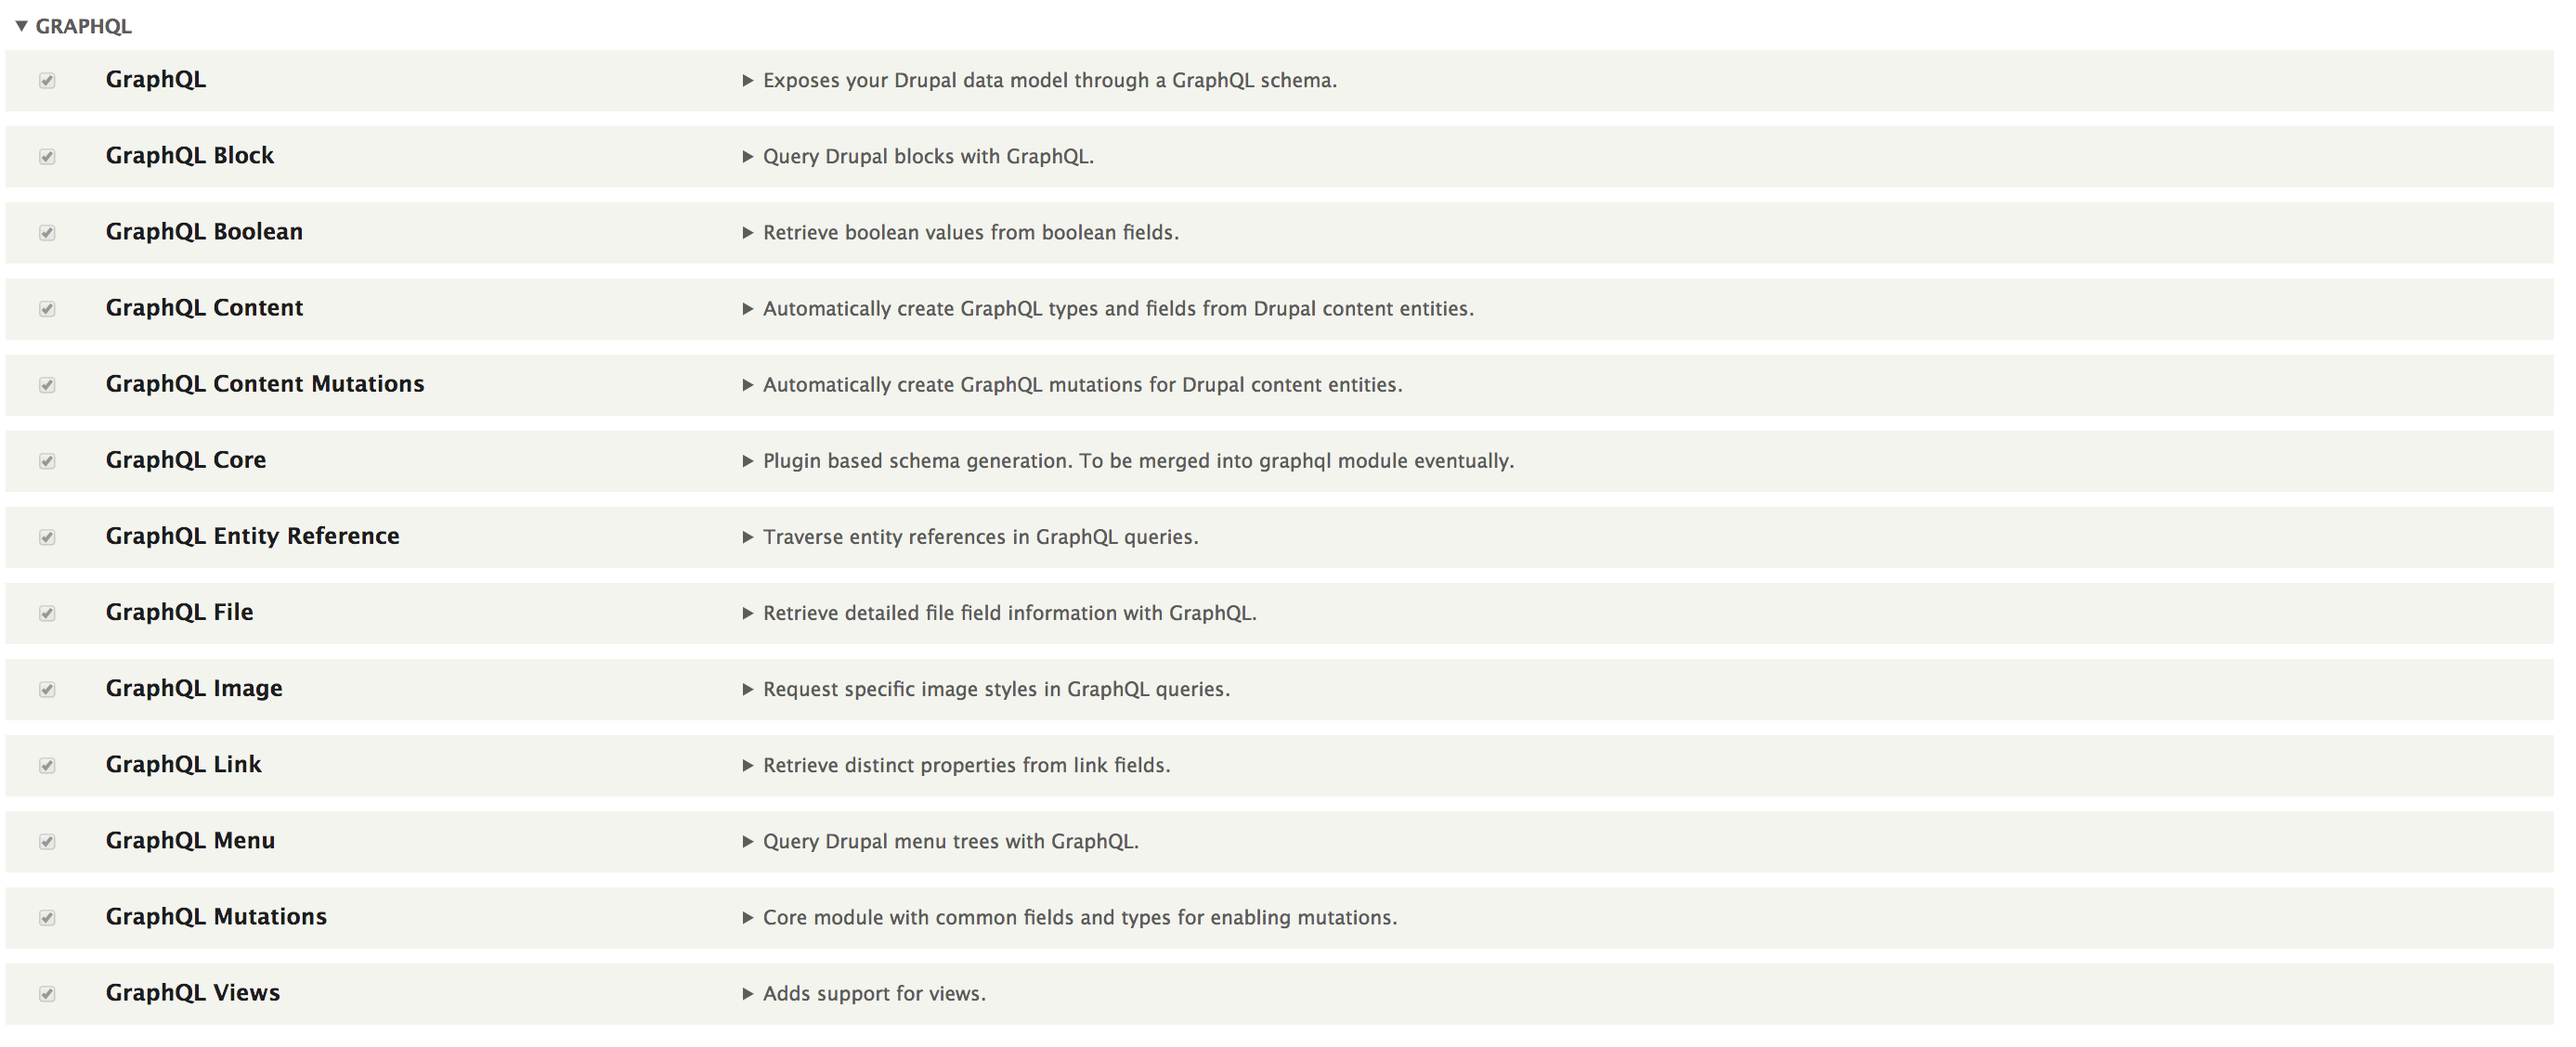 GRAPHQL
GraphQL Exposes your Drupal data model through a GraphQL schema.
GraphQL Block Query Drupal blocks with GraphQL.
GraphQL Boolean Retrieve boolean values from boolean fields.
GraphQL Content Automatically create GraphQL types and fields from Drupal content entities.
GraphQL Content Mutations Automatically create GraphQL mutations for Drupal content entities.
GraphQL Core Plugin based schema generation. To be merged into graphql module eventually.
GraphQL Entity Reference Traverse entity references in GraphQL queries.
GraphQL File Retrieve detailed file field information with GraphQL.
GraphQL Image Request specific image styles in GraphQL queries.
GraphQL Link Retrieve distinct properties from link fields.
GraphQL Menu Query Drupal menu trees with GraphQL.
GraphQL Mutations Core module with common fields and types for enabling mutations.
GraphQL Views Adds support for views.